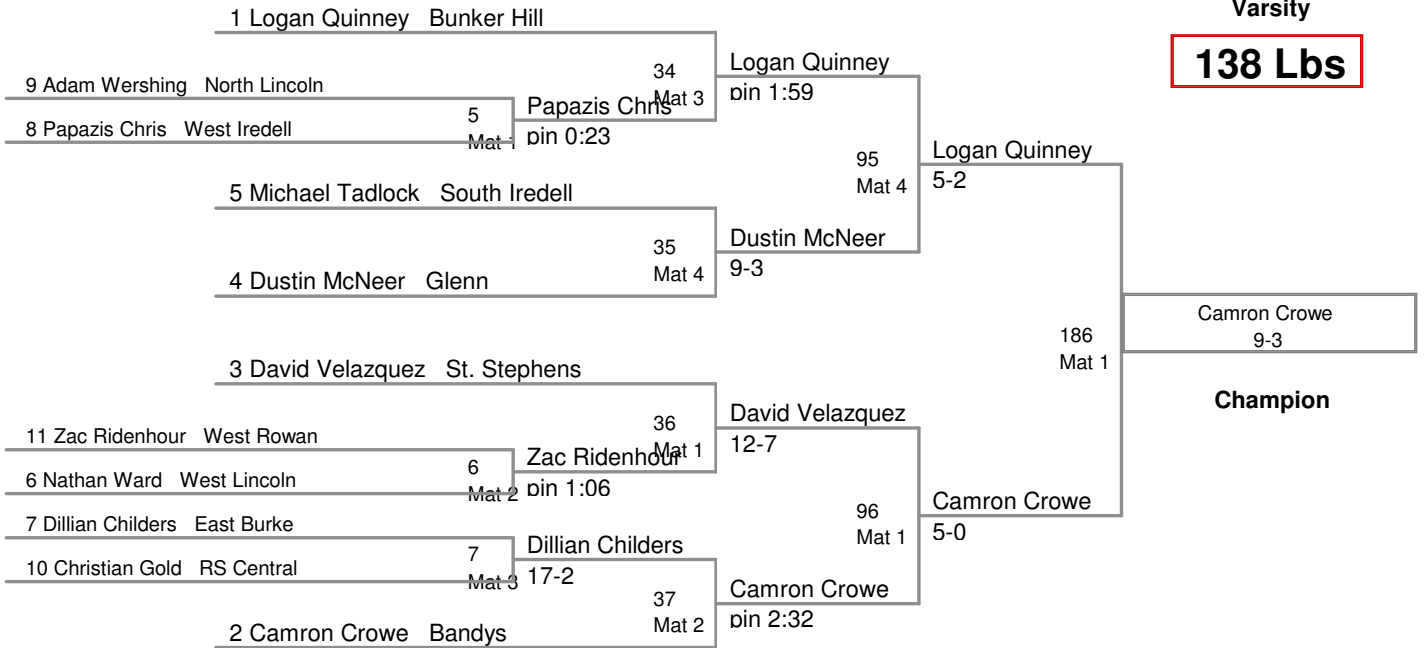 Varsity
138 Lbs
1 Logan Quinney Bunker Hill
9 Adam Wershing North Lincoln
8 Papazis Chris West Iredell
5
Mat 1
Papazis Chris
pin 0:23
34
Mat 3
Logan Quinney
pin 1:59
5 Michael Tadlock South Iredell
4 Dustin McNeer Glenn
35
Mat 4
Dustin McNeer
9-3
95
Mat 4
Logan Quinney
5-2
3 David Velazquez St. Stephens
11 Zac Ridenhour West Rowan
6 Nathan Ward West Lincoln
6
Mat 2
Zac Ridenhour
pin 1:06
36
Mat 1
David Velazquez
12-7
7 Dillian Childers East Burke
10 Christian Gold RS Central
7
Mat 3
Dillian Childers
17-2
2 Camron Crowe Bandys
37
Mat 2
Camron Crowe
pin 2:32
96
Mat 1
Camron Crowe
5-0
186
Mat 1
Camron Crowe
9-3
Champion